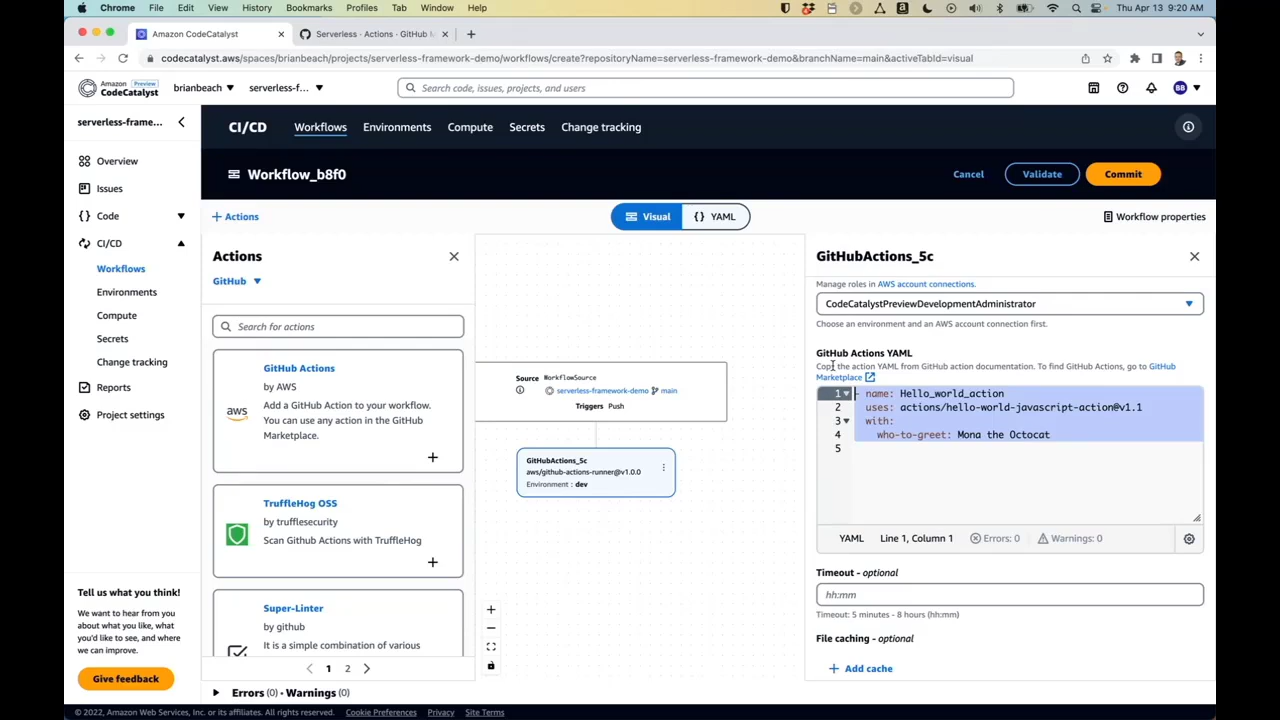 Chrome File Edit View History Bookmarks Profiles Tab Window Help Thu Apr 13 9:20 AM
Amazon CodeCatalyst × Serverless · Actions · GitHub M × +
codecatalyst.aws/spaces/brianbeach/projects/serverless-framework-demo/workflows/create?repositoryName=serverless-framework-demo&branchName=main&activeTabId=visual
Amazon Preview
CodeCatalyst
brianbeach serverless-f... Search code, issues, projects, and users BB
serverless-frame...
CI/CD Workflows Environments Compute Secrets Change tracking
Workflow_b8f0 Cancel Validate Commit
Overview
Issues
Code
CI/CD
Workflows
Environments
Compute
Secrets
Change tracking
Reports
Project settings
Tell us what you think!
We want to hear from you
about what you like, what
you'd like to see, and where
we can improve.
Give feedback
+ Actions Visual {} YAML Workflow properties
Actions
GitHub
Search for actions
GitHub Actions
by AWS
aws
Add a GitHub Action to your workflow.
You can use any action in the GitHub
Marketplace.
TruffleHog OSS
by trufflesecurity
Scan Github Actions with TruffleHog
Super-Linter
by github
It is a simple combination of various
1 2
Source WorkflowSource
serverless-framework-demo main
Triggers Push
GitHubActions_5c
aws/github-actions-runner@v1.0.0
Environment : dev
GitHubActions_5c
Manage roles in AWS account connections.
CodeCatalystPreviewDevelopmentAdministrator
Choose an environment and an AWS account connection first.
GitHub Actions YAML
Copy the action YAML from GitHub action documentation. To find GitHub Actions, go to GitHub
Marketplace
1 - name: Hello_world_action
2 uses: actions/hello-world-javascript-action@v1.1
3 with:
4 who-to-greet: Mona the Octocat
5
YAML Line 1, Column 1 Errors: 0 Warnings: 0
Timeout - optional
hh:mm
Timeout: 5 minutes - 8 hours (hh:mm)
File caching - optional
+ Add cache
Errors (0) - Warnings (0)
© 2022, Amazon Web Services, Inc. or its affiliates. All rights reserved. Cookie Preferences Privacy Site Terms